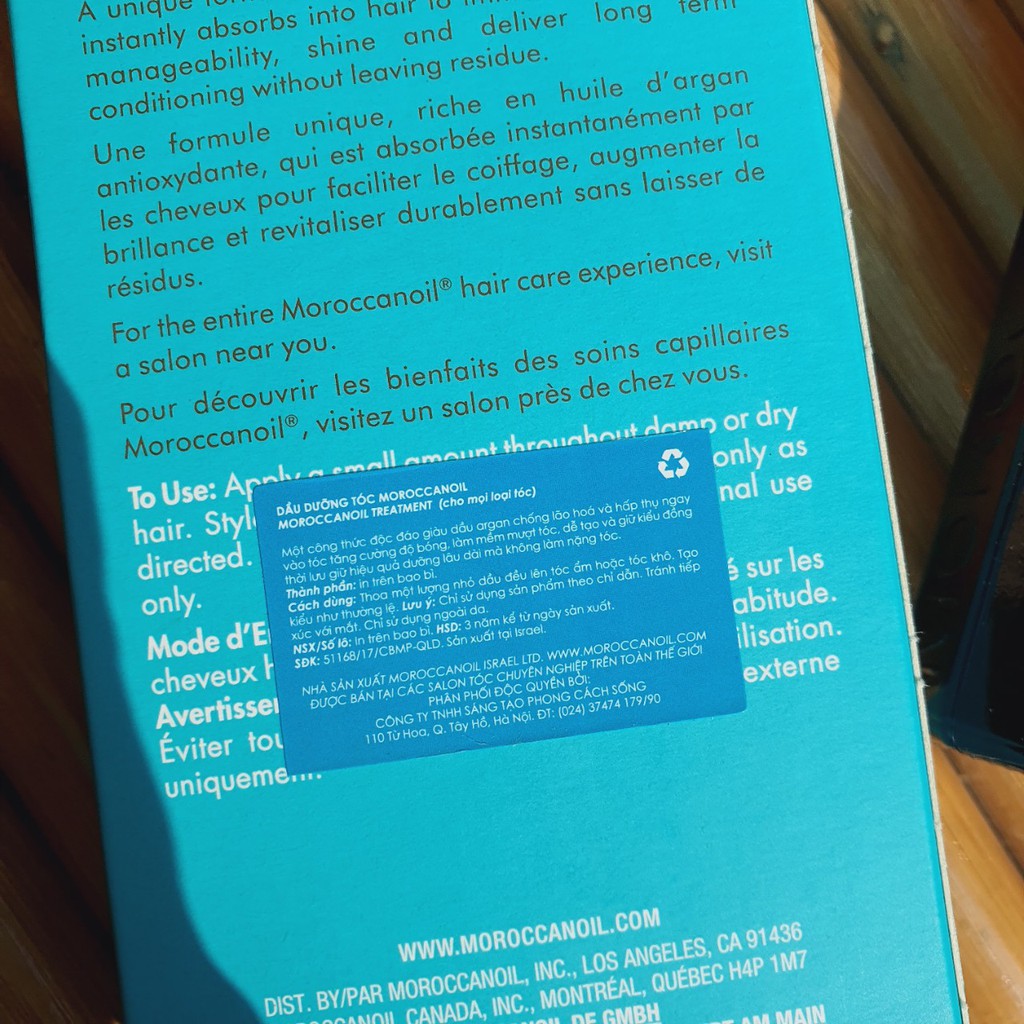 A unique
instantly absorbs into hair to
manageability, shine and deliver long term
conditioning without leaving residue.
Une formule unique, riche en huile d'argan
antioxydante, qui est absorbée instantanément par
les cheveux pour faciliter le coiffage, augmenter la
brillance et revitaliser durablement sans laisser de
résidus.
For the entire Moroccanoil® hair care experience, visit
a salon near you.
Pour découvrir les bienfaits des soins capillaires
Moroccanoil®, visitez un salon près de chez vous.
To Use: Apply a small amount throughout damp or dry
hair. Styl only as
directed. nal use
only.
Mode d'E é sur les
cheveux h abitude.
Avertisse ilisation.
Éviter tou externe
uniquement.
DẦU DƯỠNG TÓC MOROCCANOIL
MOROCCANOIL TREATMENT (cho mọi loại tóc)
Một công thức độc đáo giàu dầu argan chống lão hoá và hấp thụ ngay
vào tóc tăng cường độ bóng, làm mềm mượt tóc, dễ tạo và giữ kiểu đồng
thời lưu giữ hiệu quả dưỡng lâu dài mà không làm nặng tóc.
Thành phần: in trên bao bì.
Cách dùng: Thoa một lượng nhỏ dầu đều lên tóc ẩm hoặc tóc khô. Tạo
kiểu như thường lệ. Lưu ý: Chỉ sử dụng sản phẩm theo chỉ dẫn. Tránh tiếp
xúc với mắt. Chỉ sử dụng ngoài da.
NSX/Số lô: In trên bao bì. HSD: 3 năm kể từ ngày sản xuất.
SĐK: 51168/17/CBMP-QLD. Sản xuất tại Israel.
NHÀ SẢN XUẤT MOROCCANOIL ISRAEL LTD. WWW.MOROCCANOIL.COM
ĐƯỢC BÁN TẠI CÁC SALON TÓC CHUYÊN NGHIỆP TRÊN TOÀN THẾ GIỚI
PHÂN PHỐI ĐỘC QUYỀN BỞI:
CÔNG TY TNHH SÁNG TẠO PHONG CÁCH SỐNG
110 Từ Hoa, Q. Tây Hồ, Hà Nội. ĐT: (024) 37474 179/90
WWW.MOROCCANOIL.COM
DIST. BY/PAR MOROCCANOIL, INC., LOS ANGELES, CA 91436
MOROCCANOIL CANADA, INC., MONTRÉAL, QUÉBEC H4P 1M7
DE GMBH
AM MAIN